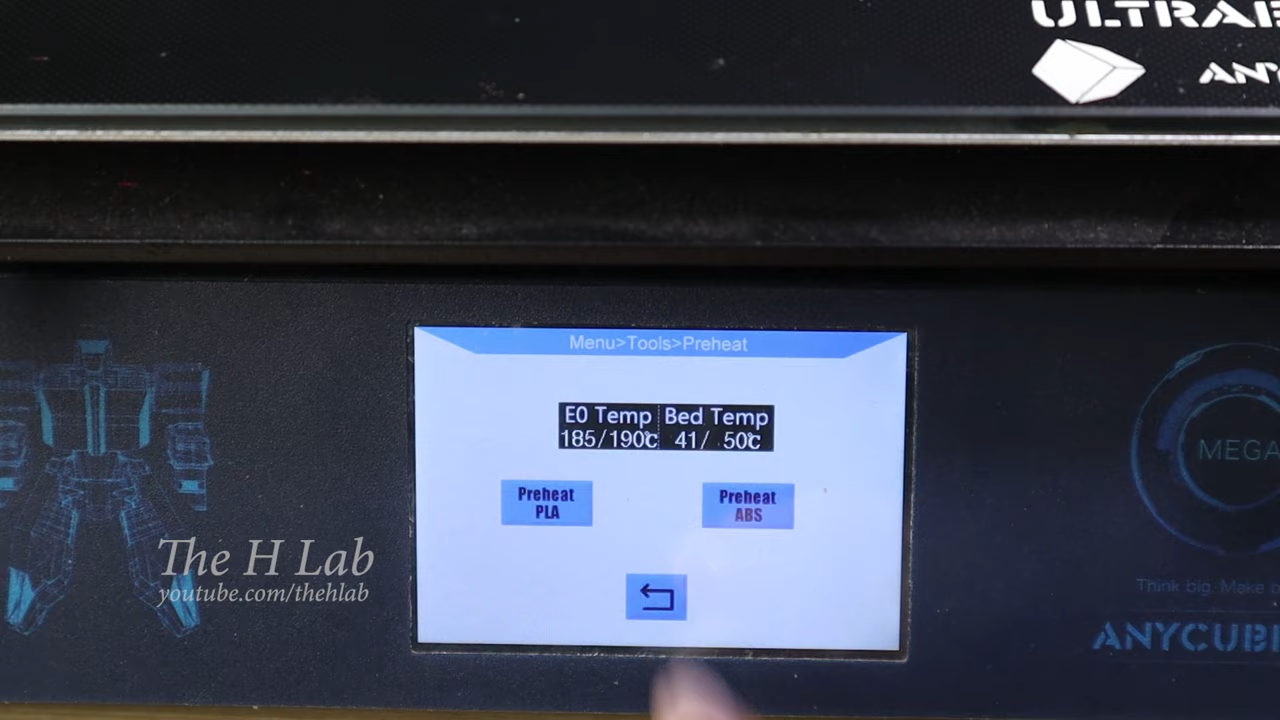 ULTRAB
ANY
Menu>Tools>Preheat
E0 Temp Bed Temp
185/190℃ 41/ 50℃
Preheat
PLA
Preheat
ABS
MEGA
The H Lab
youtube.com/thehlab
Think big. Make b
ANYCUBI